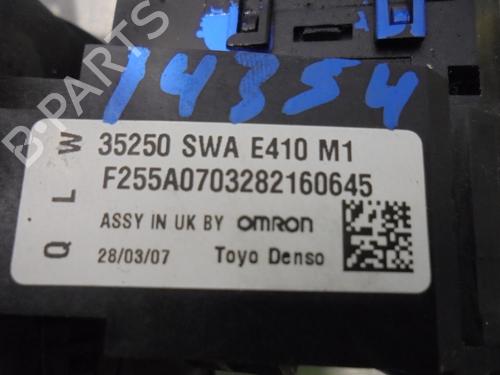 14354
35250 SWA E410 M1
F255A0703282160645
ASSY IN UK BY OMRON
28/03/07 Toyo Denso
Q L W
B-PARTS